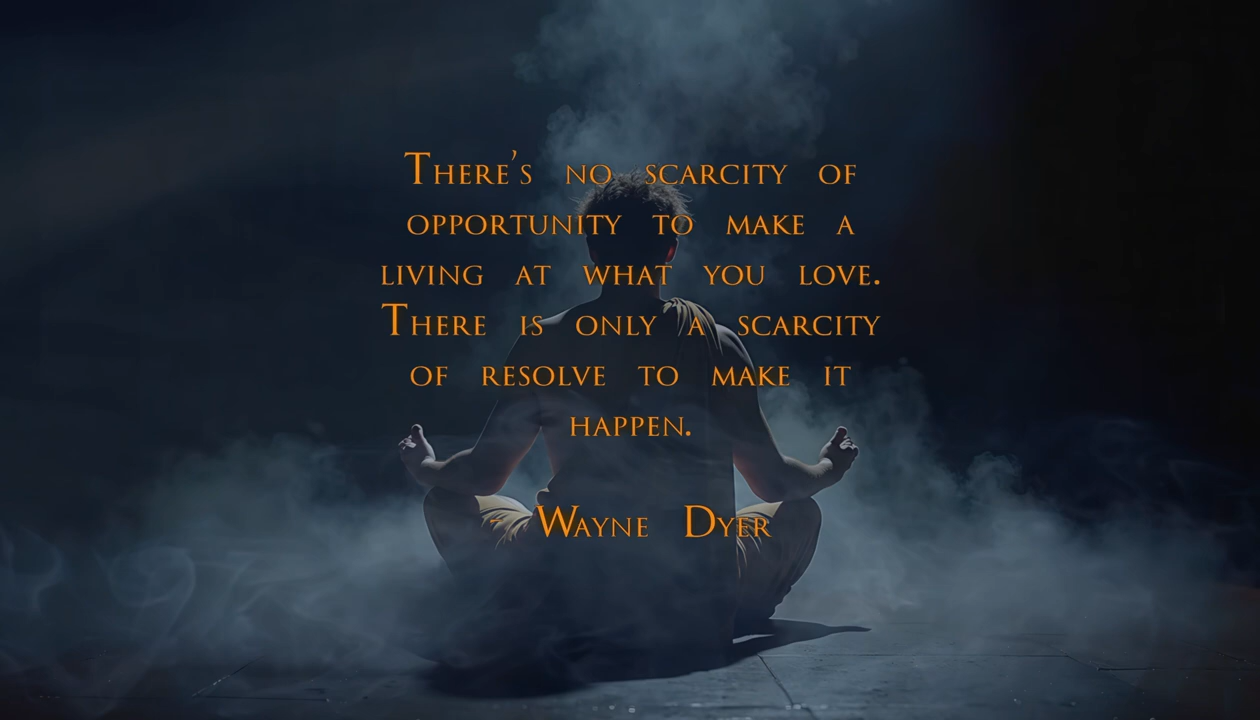 There's no scarcity of
opportunity to make a
living at what you love.
There is only a scarcity
of resolve to make it
happen.
- Wayne Dyer